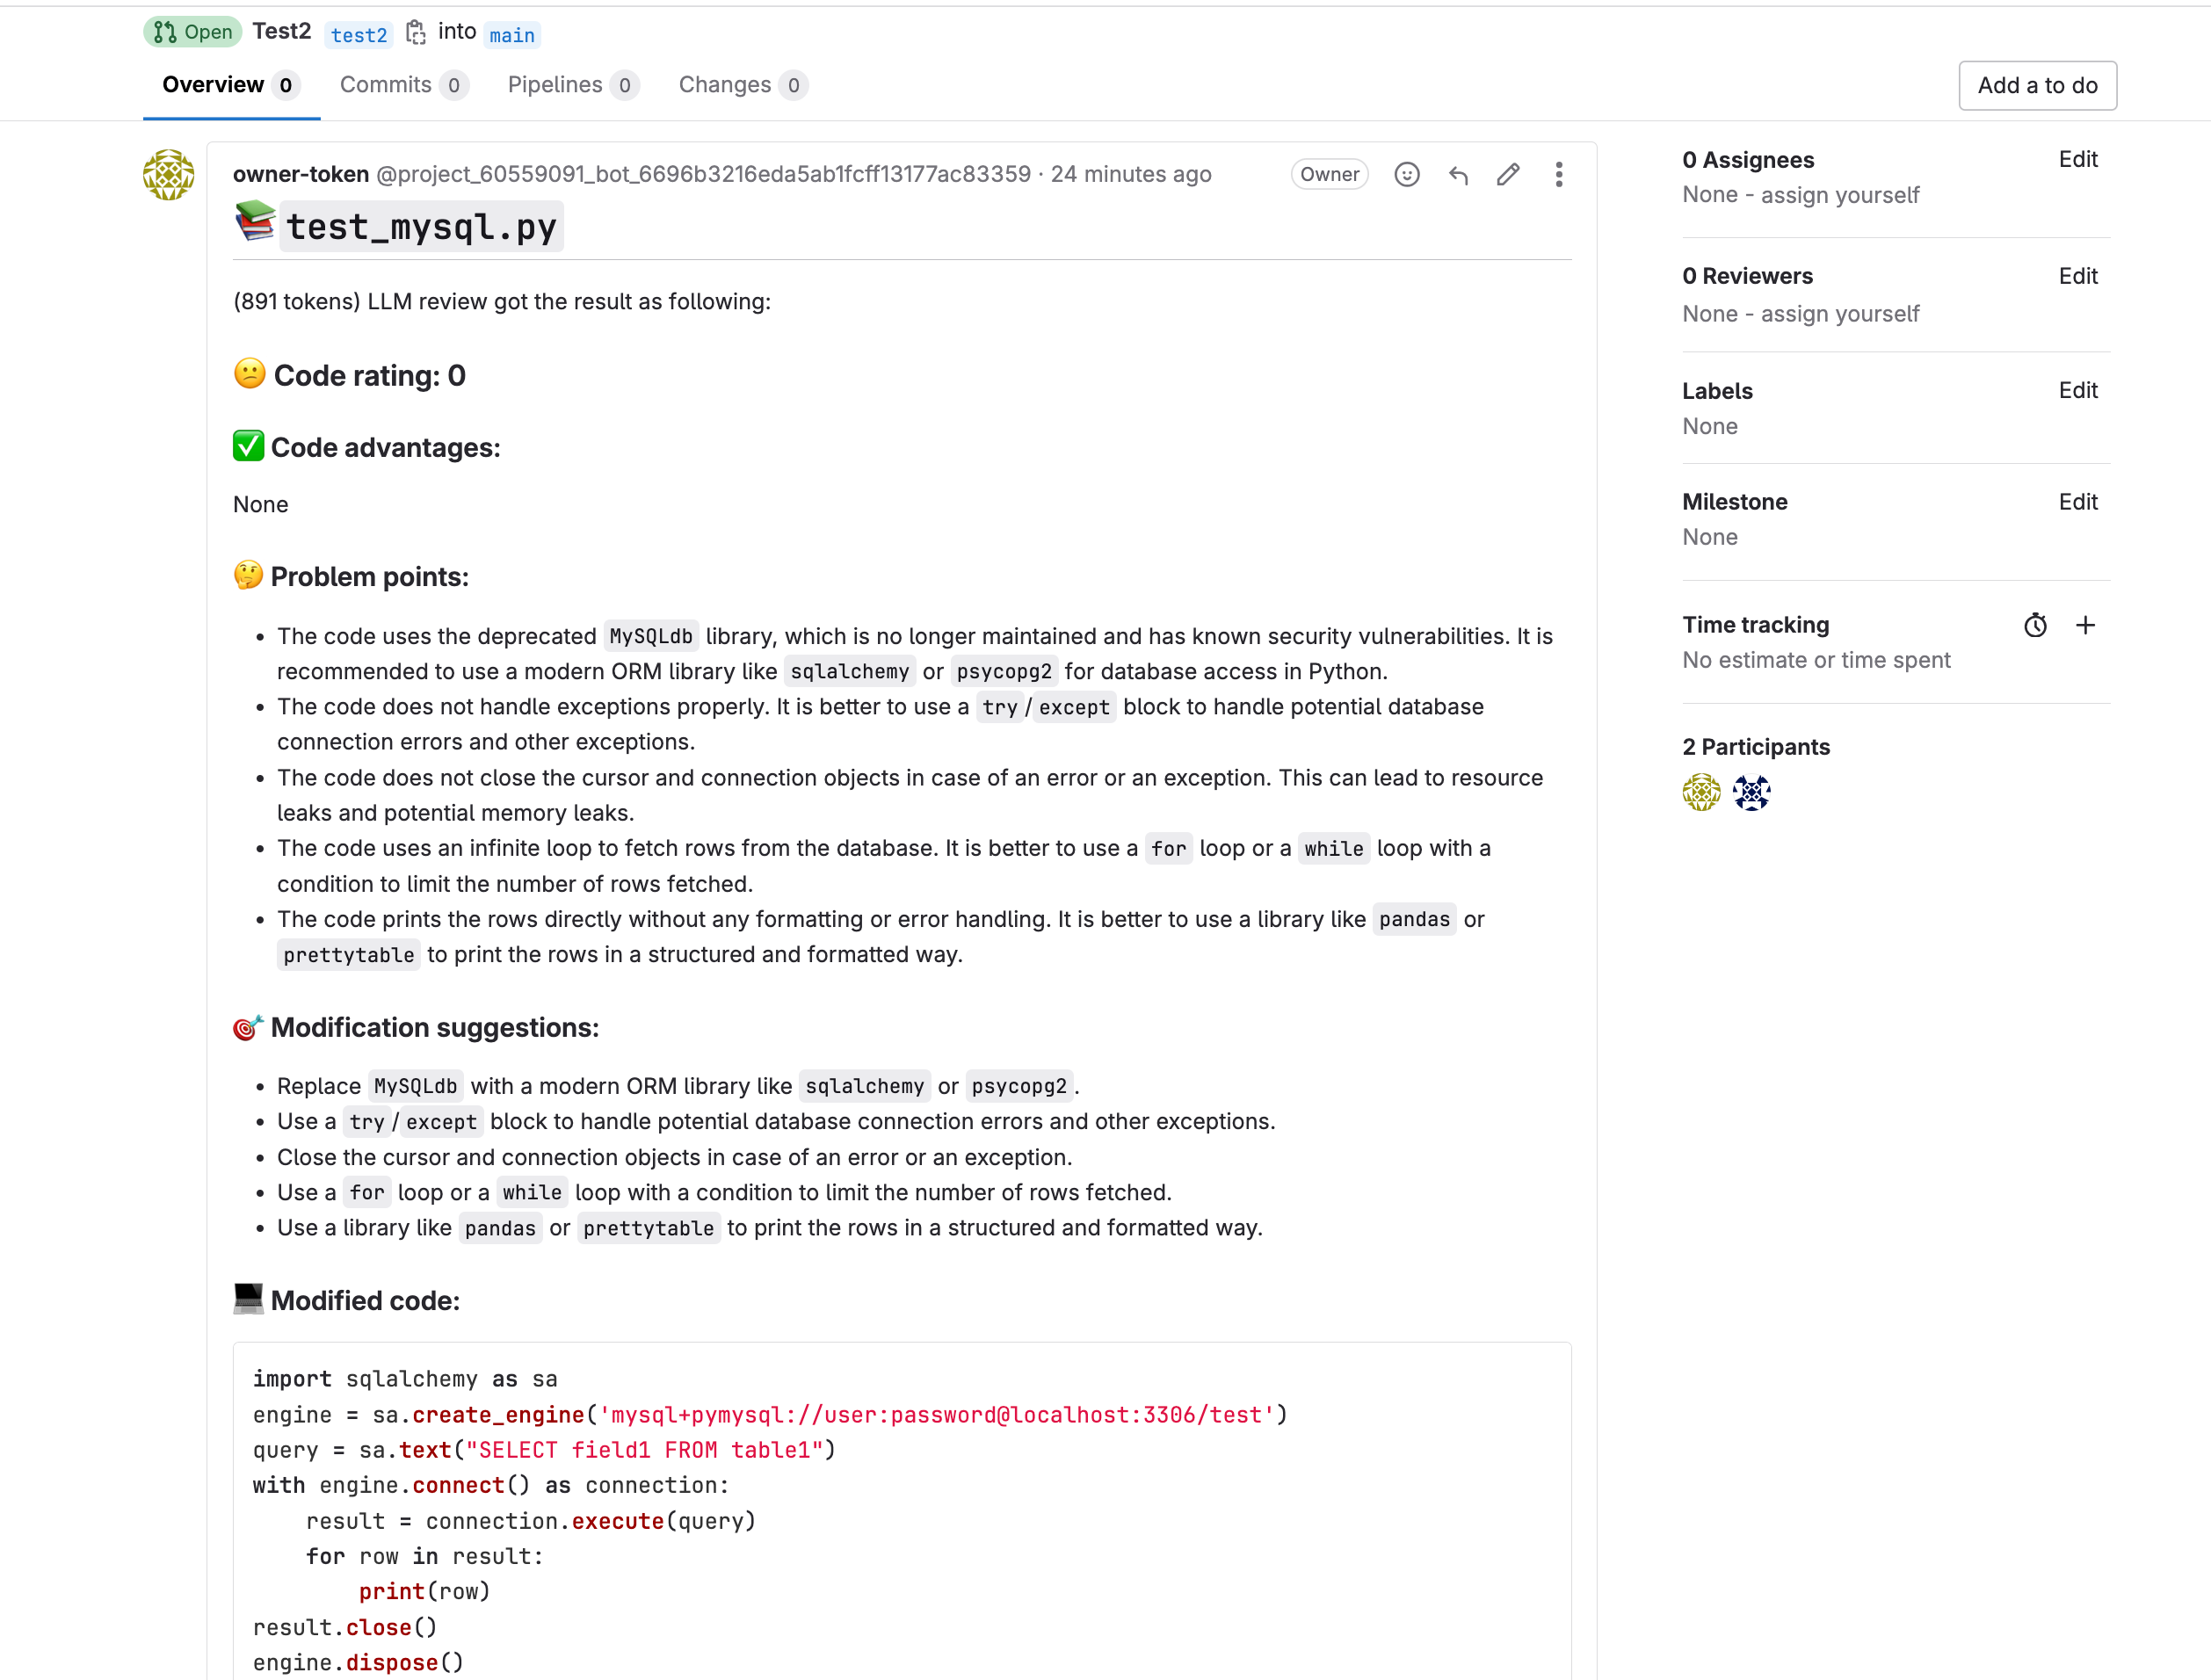 Open Test2 test2 into main
Overview 0 Commits 0 Pipelines 0 Changes 0
Add a to do
owner-token @project_60559091_bot_6696b3216eda5ab1fcff13177ac83359 · 24 minutes ago
Owner
test_mysql.py
(891 tokens) LLM review got the result as following:
Code rating: 0
Code advantages:
None
Problem points:
• The code uses the deprecated MySQLdb library, which is no longer maintained and has known security vulnerabilities. It is
recommended to use a modern ORM library like sqlalchemy or psycopg2 for database access in Python.
• The code does not handle exceptions properly. It is better to use a try/except block to handle potential database
connection errors and other exceptions.
• The code does not close the cursor and connection objects in case of an error or an exception. This can lead to resource
leaks and potential memory leaks.
• The code uses an infinite loop to fetch rows from the database. It is better to use a for loop or a while loop with a
condition to limit the number of rows fetched.
• The code prints the rows directly without any formatting or error handling. It is better to use a library like pandas or
prettytable to print the rows in a structured and formatted way.
Modification suggestions:
• Replace MySQLdb with a modern ORM library like sqlalchemy or psycopg2.
• Use a try/except block to handle potential database connection errors and other exceptions.
• Close the cursor and connection objects in case of an error or an exception.
• Use a for loop or a while loop with a condition to limit the number of rows fetched.
• Use a library like pandas or prettytable to print the rows in a structured and formatted way.
Modified code:
import sqlalchemy as sa
engine = sa.create_engine('mysql+pymysql://user:password@localhost:3306/test')
query = sa.text("SELECT field1 FROM table1")
with engine.connect() as connection:
    result = connection.execute(query)
    for row in result:
        print(row)
result.close()
engine.dispose()
0 Assignees Edit
None - assign yourself
0 Reviewers Edit
None - assign yourself
Labels Edit
None
Milestone Edit
None
Time tracking +
No estimate or time spent
2 Participants